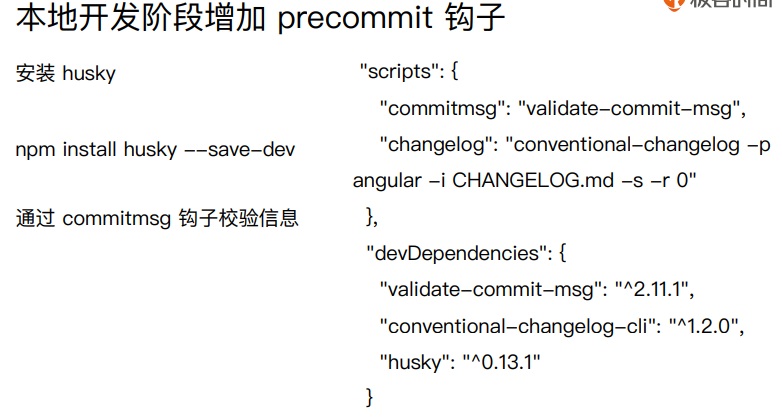 本地开发阶段增加 precommit 钩子
安装 husky
npm install husky --save-dev
通过 commitmsg 钩子校验信息
"scripts": {
"commitmsg": "validate-commit-msg",
"changelog": "conventional-changelog -p
angular -i CHANGELOG.md -s -r 0"
},
"devDependencies": {
"validate-commit-msg": "^2.11.1",
"conventional-changelog-cli": "^1.2.0",
"husky": "^0.13.1"
}